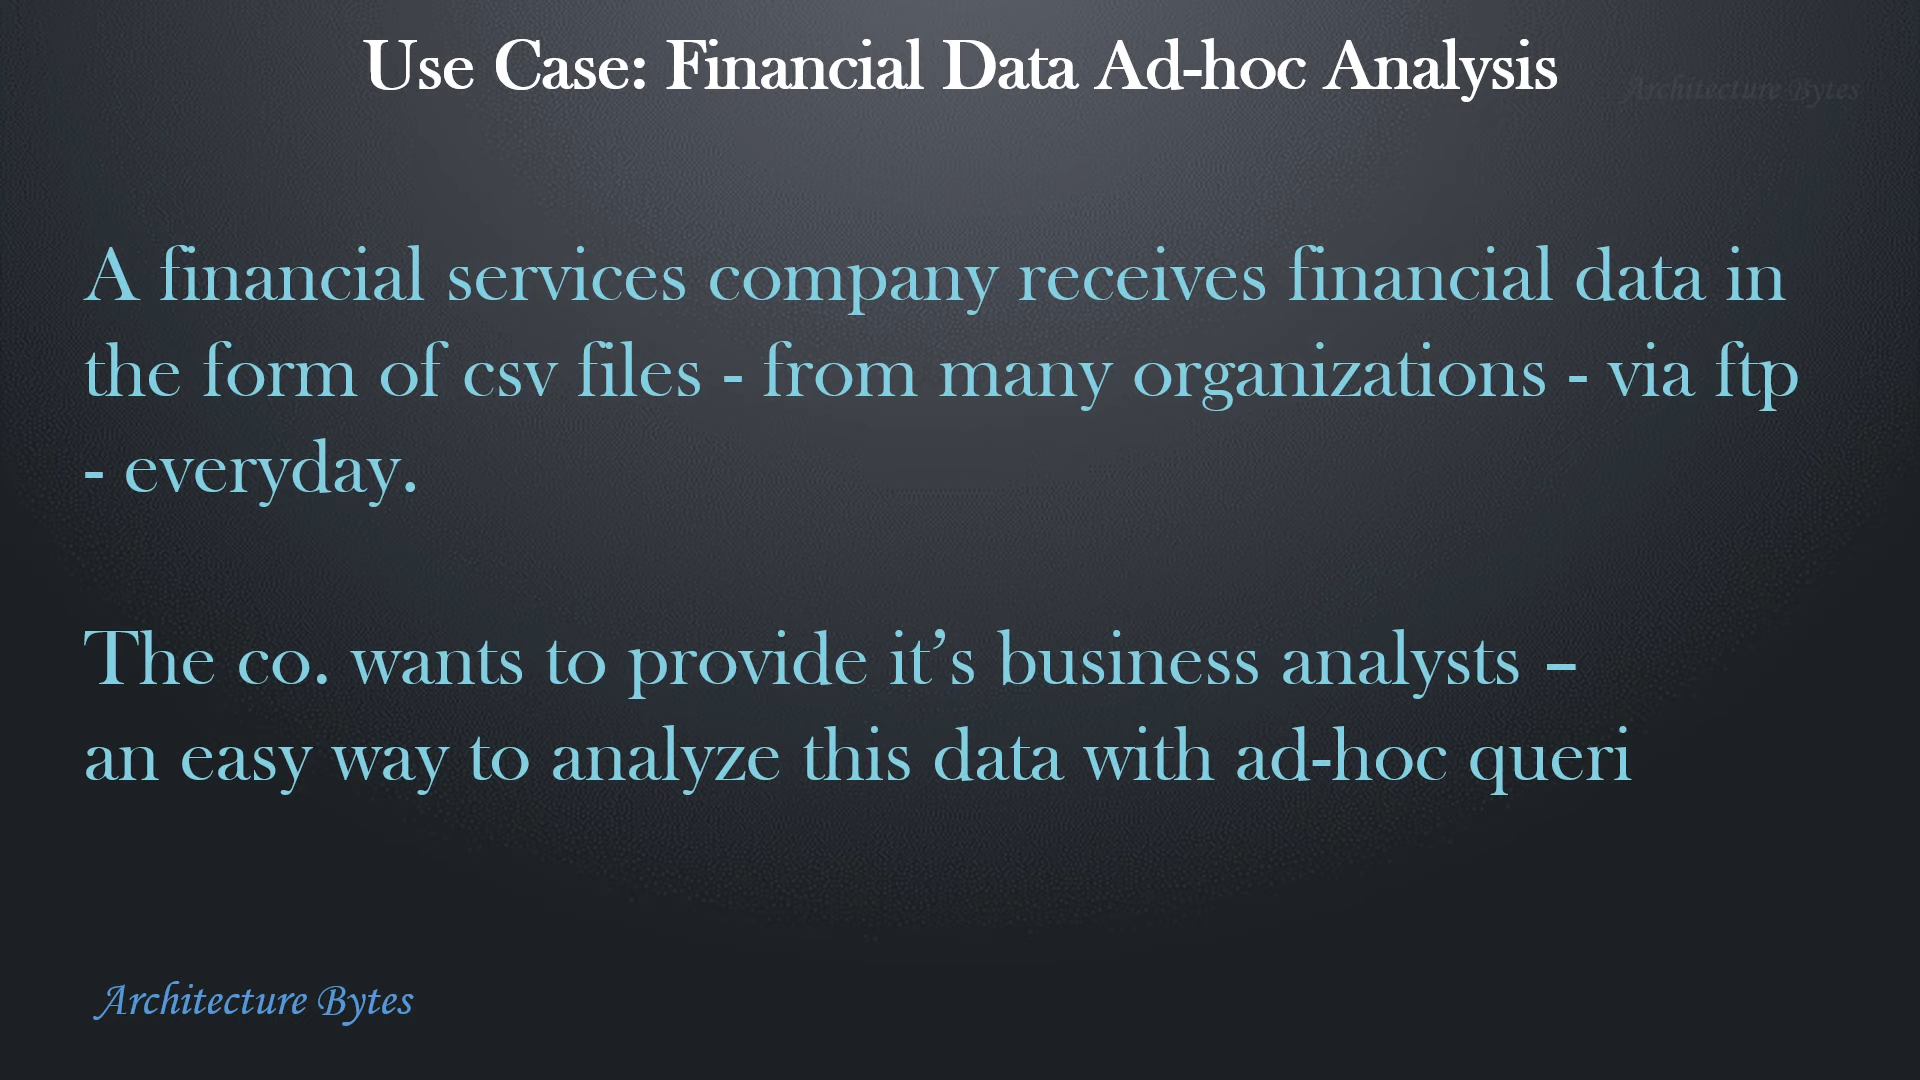 Use Case: Financial Data Ad-hoc Analysis
Architecture Bytes
A financial services company receives financial data in
the form of csv files - from many organizations - via ftp
- everyday.
The co. wants to provide it’s business analysts –
an easy way to analyze this data with ad-hoc queri
Architecture Bytes